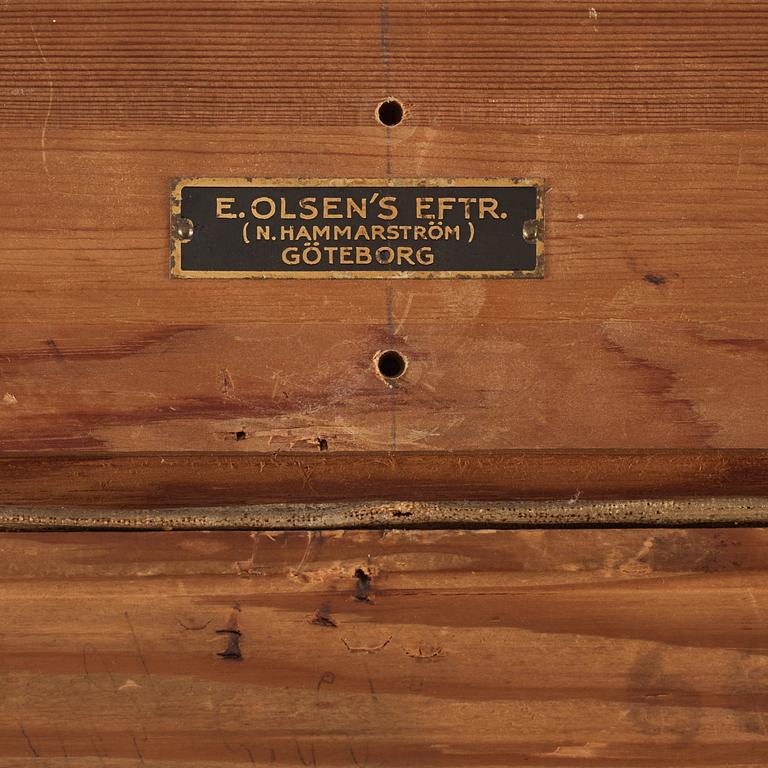 E. OLSEN'S EFTR.
(N. HAMMARSTRÖM)
GÖTEBORG